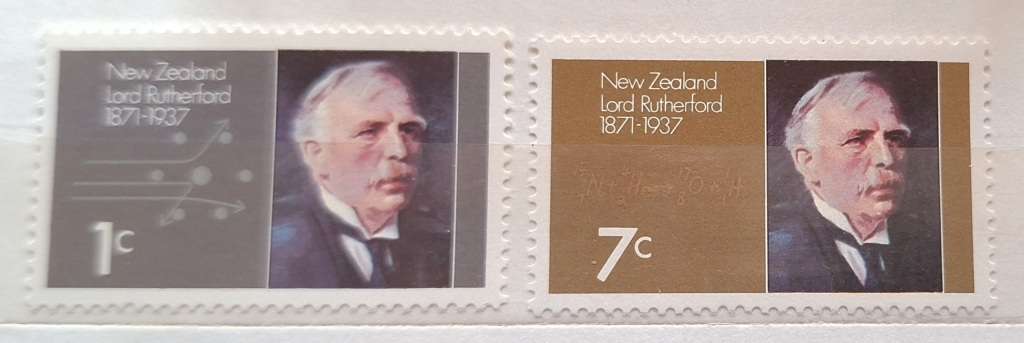 New Zealand
Lord Rutherford
1871-1937
1c
New Zealand
Lord Rutherford
1871-1937
7c